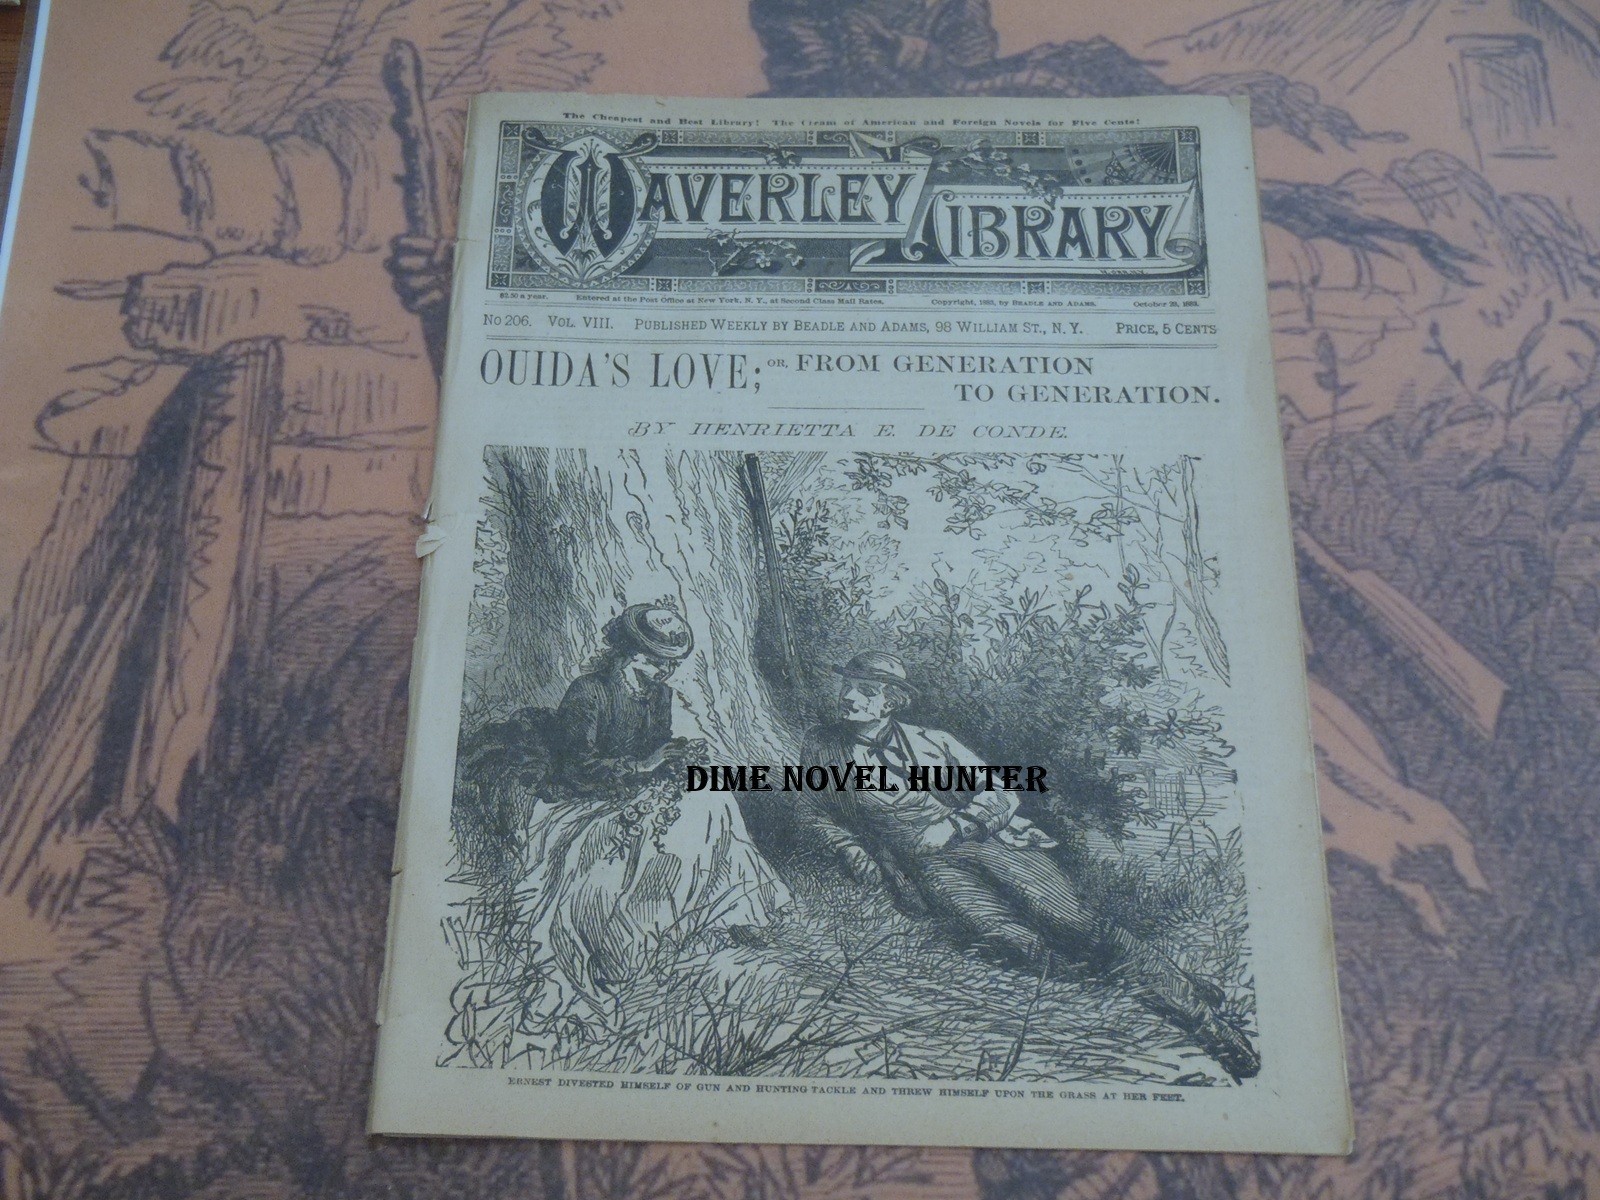 The Cheapest and Best Library! The Cream of American and Foreign Novels for Five Cents!
WAVERLEY LIBRARY
$2.50 a year. Entered at the Post Office at New York, N. Y., at Second Class Mail Rates. Copyright, 1883, by BEADLE AND ADAMS. October 23, 1883.
No 206. VOL. VIII. PUBLISHED WEEKLY BY BEADLE AND ADAMS, 98 WILLIAM ST., N. Y. PRICE, 5 CENTS
OUIDA'S LOVE; OR, FROM GENERATION
TO GENERATION.
BY HENRIETTA E. DE CONDE.
DIME NOVEL HUNTER
ERNEST DIVESTED HIMSELF OF GUN AND HUNTING TACKLE AND THREW HIMSELF UPON THE GRASS AT HER FEET.